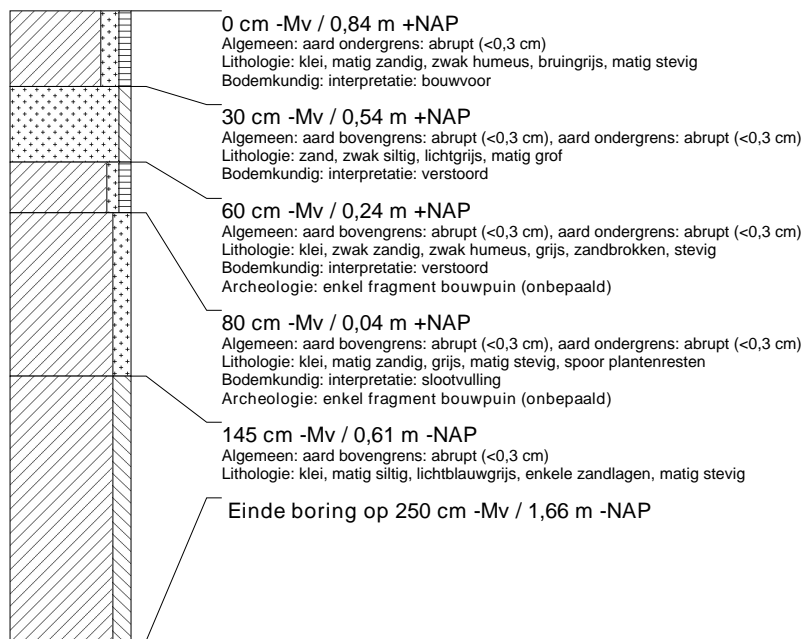 0 cm -Mv / 0,84 m +NAP
Algemeen: aard ondergrens: abrupt (<0,3 cm)
Lithologie: klei, matig zandig, zwak humeus, bruingrijs, matig stevig
Bodemkundig: interpretatie: bouwvoor
30 cm -Mv / 0,54 m +NAP
Algemeen: aard bovengrens: abrupt (<0,3 cm), aard ondergrens: abrupt (<0,3 cm)
Lithologie: zand, zwak siltig, lichtgrijs, matig grof
Bodemkundig: interpretatie: verstoord
60 cm -Mv / 0,24 m +NAP
Algemeen: aard bovengrens: abrupt (<0,3 cm), aard ondergrens: abrupt (<0,3 cm)
Lithologie: klei, zwak zandig, zwak humeus, grijs, zandbrokken, stevig
Bodemkundig: interpretatie: verstoord
Archeologie: enkel fragment bouwpuin (onbepaald)
80 cm -Mv / 0,04 m +NAP
Algemeen: aard bovengrens: abrupt (<0,3 cm), aard ondergrens: abrupt (<0,3 cm)
Lithologie: klei, matig zandig, grijs, matig stevig, spoor plantenresten
Bodemkundig: interpretatie: slootvulling
Archeologie: enkel fragment bouwpuin (onbepaald)
145 cm -Mv / 0,61 m -NAP
Algemeen: aard bovengrens: abrupt (<0,3 cm)
Lithologie: klei, matig siltig, lichtblauwgrijs, enkele zandlagen, matig stevig
Einde boring op 250 cm -Mv / 1,66 m -NAP